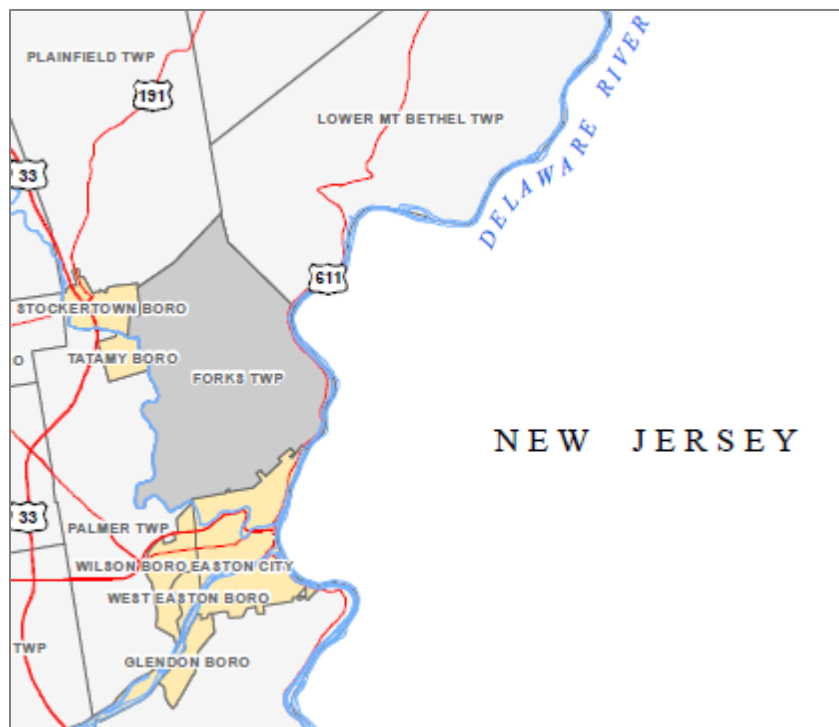 PLAINFIELD TWP
191
LOWER MT BETHEL TWP
DELAWARE RIVER
33
611
STOCKERTOWN BORO
TATAMY BORO
O
FORKS TWP
NEW JERSEY
33
PALMER TWP
WILSON BORO
EASTON CITY
WEST EASTON BORO
TWP
GLENDON BORO